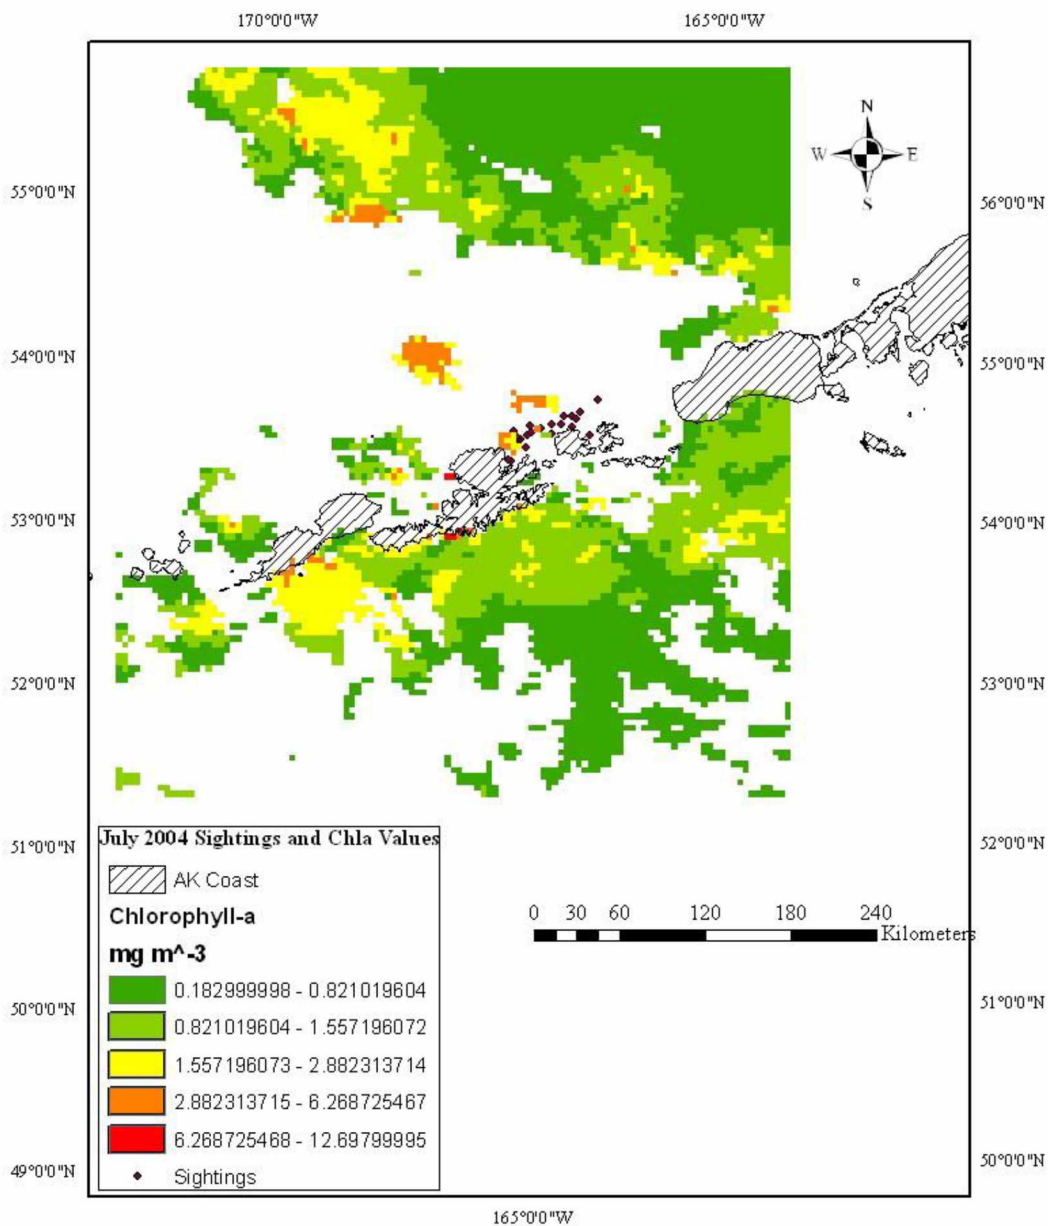 170°0'0"W 165°0'0"W
N
W E
S
55°0'0"N 56°0'0"N
54°0'0"N 55°0'0"N
53°0'0"N 54°0'0"N
52°0'0"N 53°0'0"N
51°0'0"N 52°0'0"N
July 2004 Sightings and Chla Values
AK Coast
Chlorophyll-a
mg m^-3
0.182999998 - 0.821019604
0.821019604 - 1.557196072
1.557196073 - 2.882313714
2.882313715 - 6.268725467
6.268725468 - 12.69799995
Sightings
0 30 60 120 180 240
Kilometers
50°0'0"N 51°0'0"N
49°0'0"N 50°0'0"N
165°0'0"W